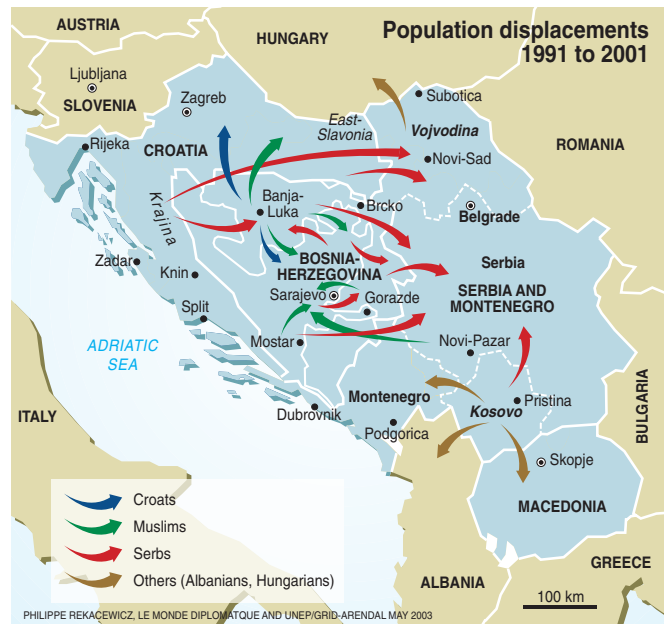 Population displacements
1991 to 2001
AUSTRIA
HUNGARY
Ljubljana
SLOVENIA
Zagreb
Subotica
East-
Slavonia
Vojvodina
ROMANIA
Rijeka
CROATIA
Novi-Sad
Krajina
Banja-
Luka
Brcko
Belgrade
Zadar
Knin
BOSNIA-
HERZEGOVINA
Serbia
Sarajevo
Gorazde
SERBIA AND
MONTENEGRO
Split
ADRIATIC
SEA
Mostar
Novi-Pazar
ITALY
Dubrovnik
Montenegro
Kosovo
Pristina
BULGARIA
Podgorica
Skopje
MACEDONIA
Croats
Muslims
Serbs
Others (Albanians, Hungarians)
ALBANIA
GREECE
100 km
PHILIPPE REKACEWICZ, LE MONDE DIPLOMATQUE AND UNEP/GRID-ARENDAL MAY 2003